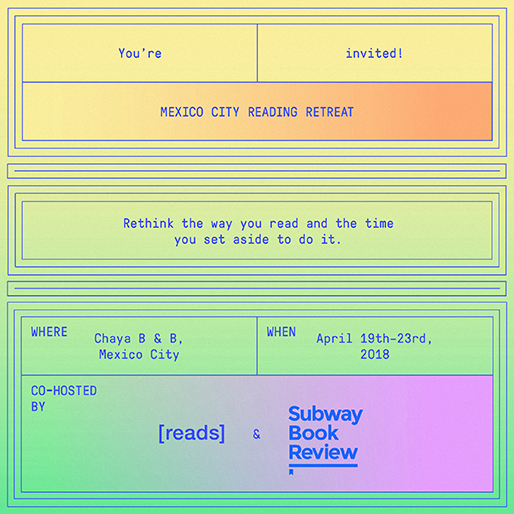 You're
invited!
MEXICO CITY READING RETREAT
Rethink the way you read and the time
you set aside to do it.
WHERE
Chaya B & B,
Mexico City
WHEN
April 19th–23rd,
2018
CO-HOSTED
BY
[reads]
&
Subway
Book
Review